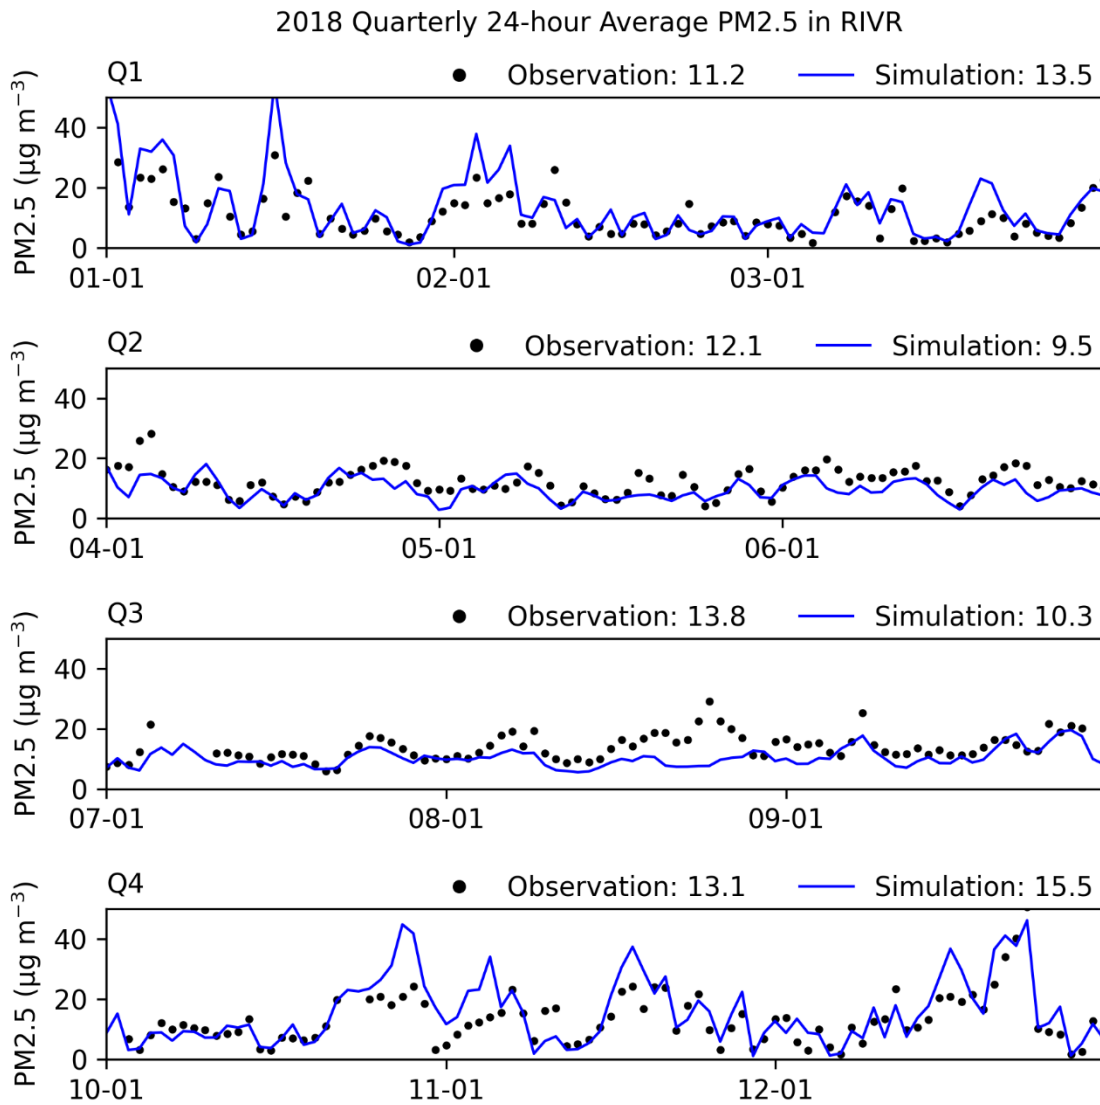 2018 Quarterly 24-hour Average PM2.5 in RIVR
Q1 Observation: 11.2 Simulation: 13.5
PM2.5 (μg m⁻³)
40
20
0
01-01 02-01 03-01
Q2 Observation: 12.1 Simulation: 9.5
PM2.5 (μg m⁻³)
40
20
0
04-01 05-01 06-01
Q3 Observation: 13.8 Simulation: 10.3
PM2.5 (μg m⁻³)
40
20
0
07-01 08-01 09-01
Q4 Observation: 13.1 Simulation: 15.5
PM2.5 (μg m⁻³)
40
20
0
10-01 11-01 12-01